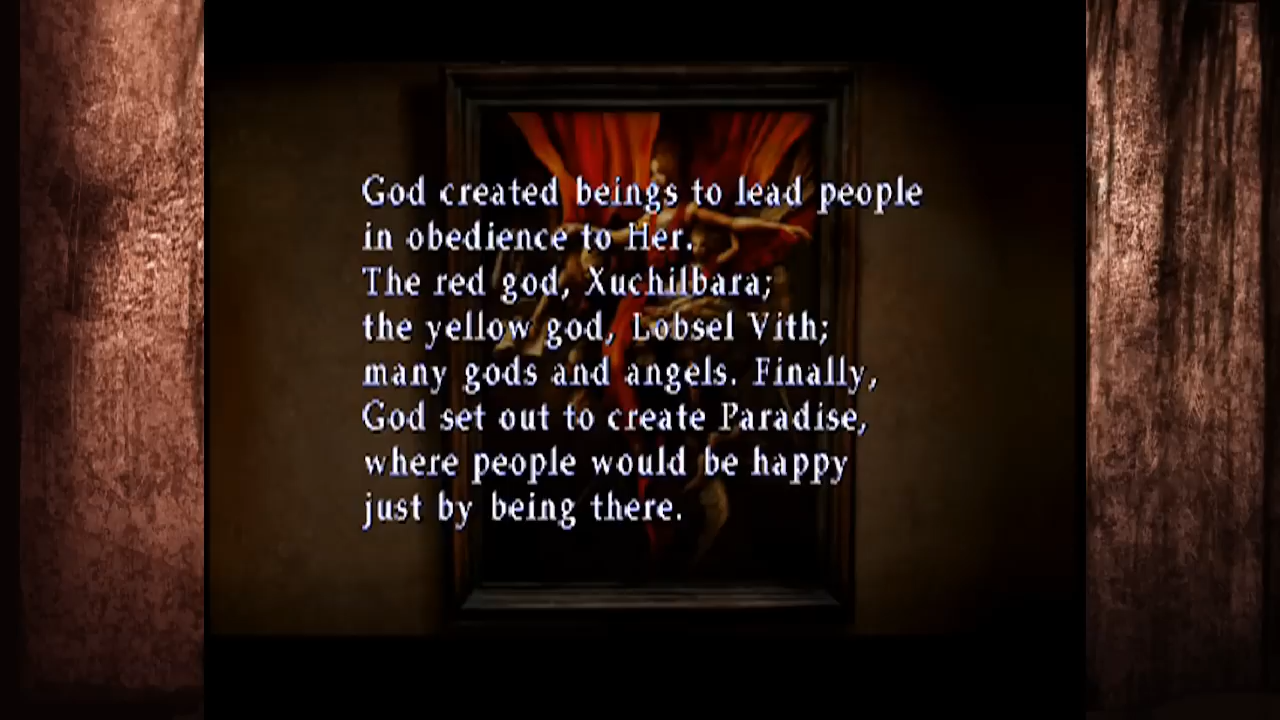 God created beings to lead people
in obedience to Her.
The red god, Xuchilbara;
the yellow god, Lobsel Vith;
many gods and angels. Finally,
God set out to create Paradise,
where people would be happy
just by being there.